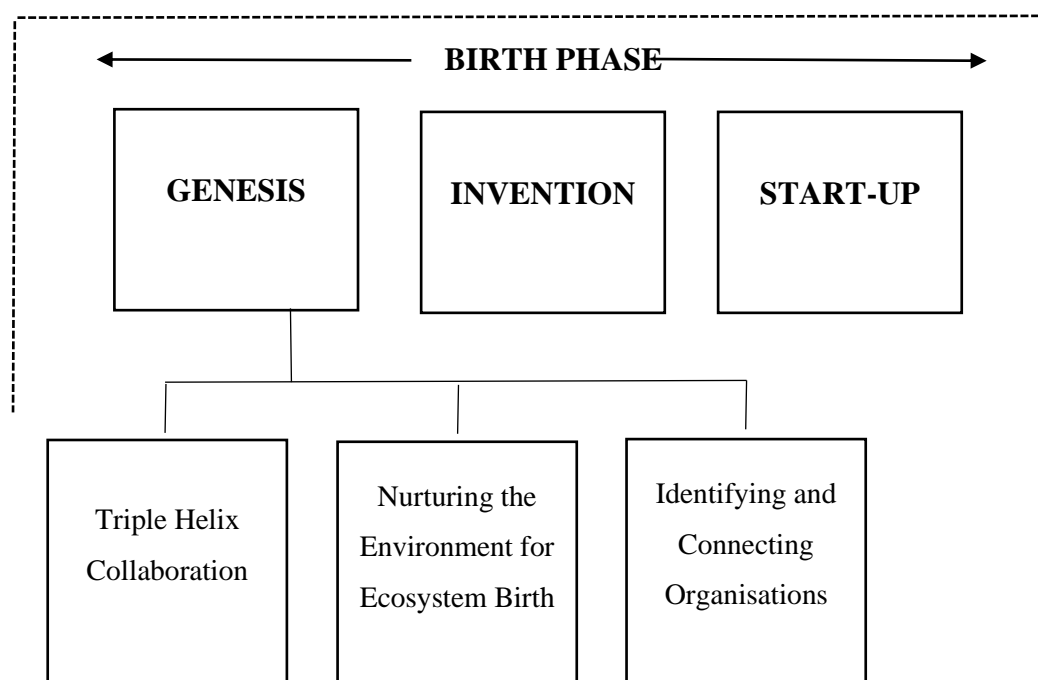 BIRTH PHASE
GENESIS
INVENTION
START-UP
Triple Helix
Collaboration
Nurturing the
Environment for
Ecosystem Birth
Identifying and
Connecting
Organisations